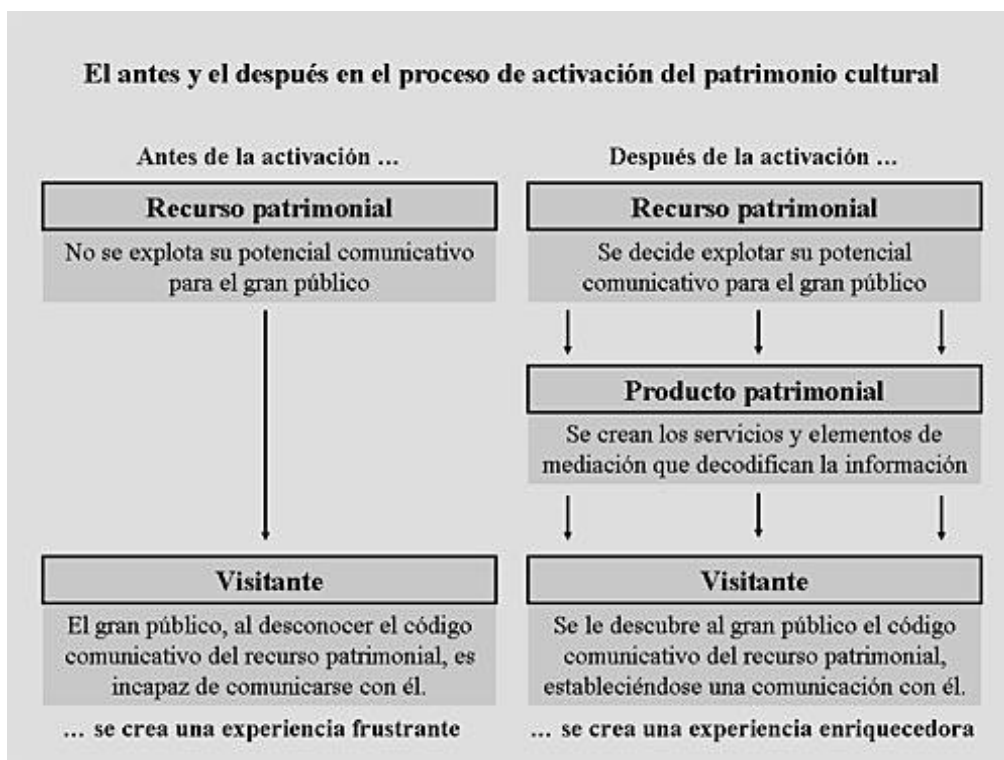 El antes y el después en el proceso de activación del patrimonio cultural
Antes de la activación ...
Recurso patrimonial
No se explota su potencial comunicativo
para el gran público
Visitante
El gran público, al desconocer el código
comunicativo del recurso patrimonial, es
incapaz de comunicarse con él.
... se crea una experiencia frustrante
Después de la activación ...
Recurso patrimonial
Se decide explotar su potencial
comunicativo para el gran público
Producto patrimonial
Se crean los servicios y elementos de
mediación que decodifican la información
Visitante
Se le descubre al gran público el código
comunicativo del recurso patrimonial,
estableciéndose una comunicación con él.
... se crea una experiencia enriquecedora